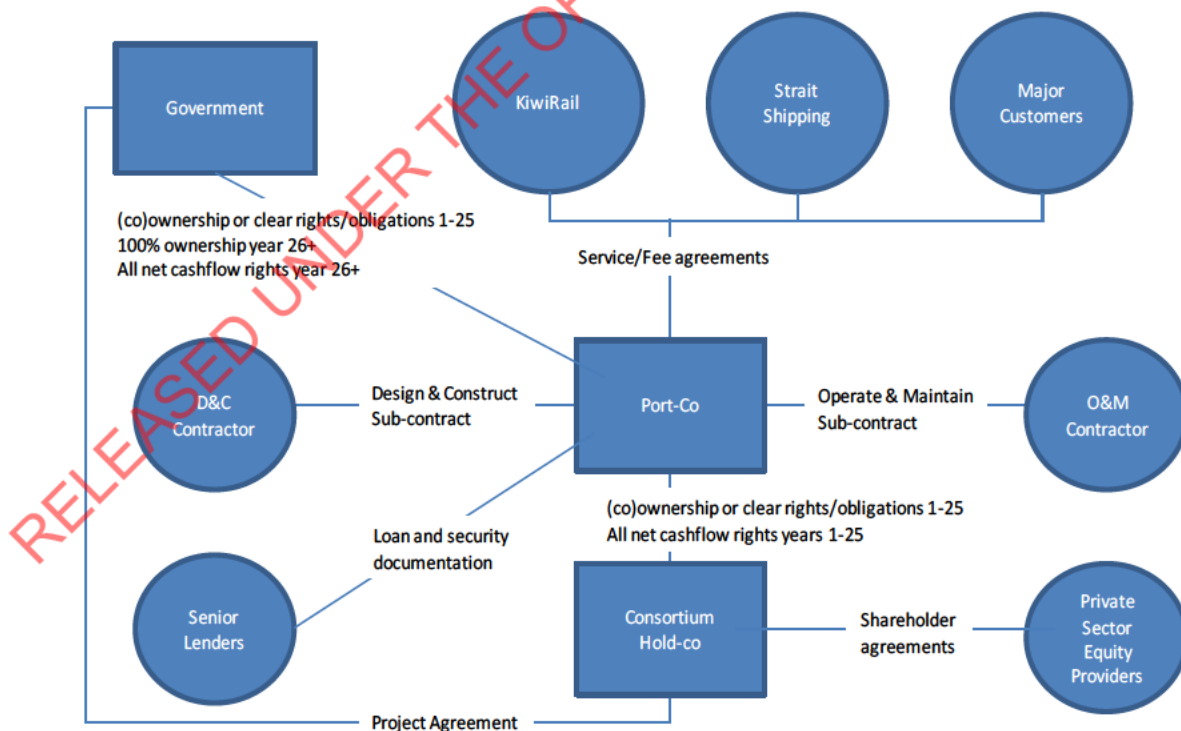 Government
KiwiRail
Strait
Shipping
Major
Customers
RELEASED UNDER THE
(co)ownership or clear rights/obligations 1-25
100% ownership year 26+
All net cashflow rights year 26+
Service/Fee agreements
D&C
Contractor
Design & Construct
Sub-contract
Port-Co
Operate & Maintain
Sub-contract
O&M
Contractor
(co)ownership or clear rights/obligations 1-25
All net cashflow rights years 1-25
Loan and security
documentation
Senior
Lenders
Consortium
Hold-co
Shareholder
agreements
Private
Sector
Equity
Providers
Project Agreement